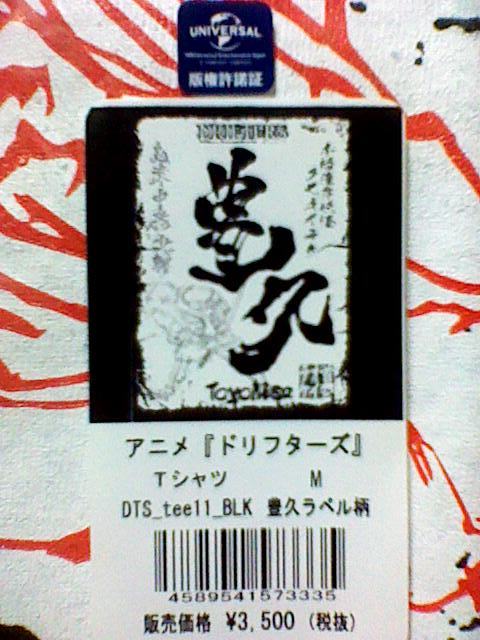 UNIVERSAL
版権許諾証
豊久
Toyohisa
アニメ『ドリフターズ』
Tシャツ M
DTS_tee11_BLK 豊久ラベル柄
4589541573335
販売価格 ¥3,500 (税抜)